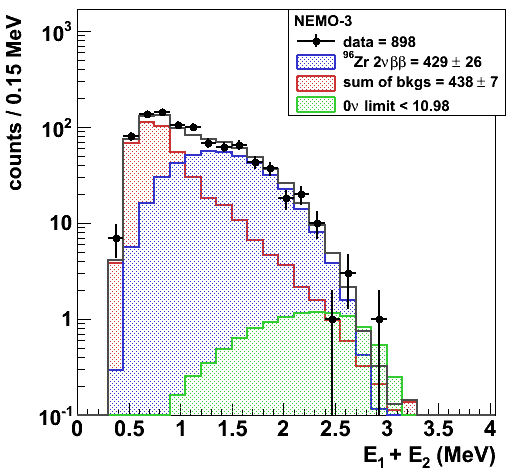 NEMO-3
data = 898
⁹⁶Zr 2νββ = 429 ± 26
sum of bkgs = 438 ± 7
0ν limit < 10.98
counts / 0.15 MeV
10³
10²
10
1
10⁻¹
0 0.5 1 1.5 2 2.5 3 3.5 4
E₁ + E₂ (MeV)